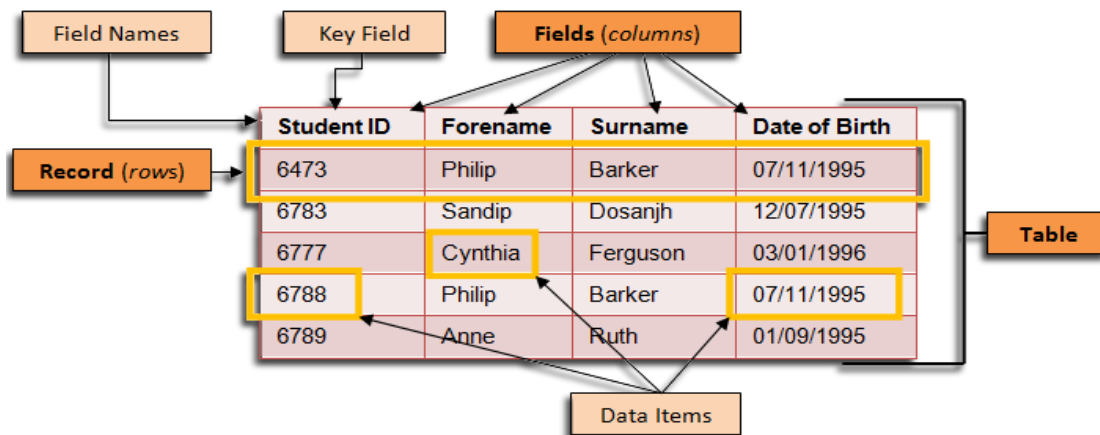 Field Names Key Field Fields (columns)
Student ID Forename Surname Date of Birth
6473 Philip Barker 07/11/1995
Record (rows)
6783 Sandip Dosanjh 12/07/1995
6777 Cynthia Ferguson 03/01/1996
Table
6788 Philip Barker 07/11/1995
6789 Anne Ruth 01/09/1995
Data Items